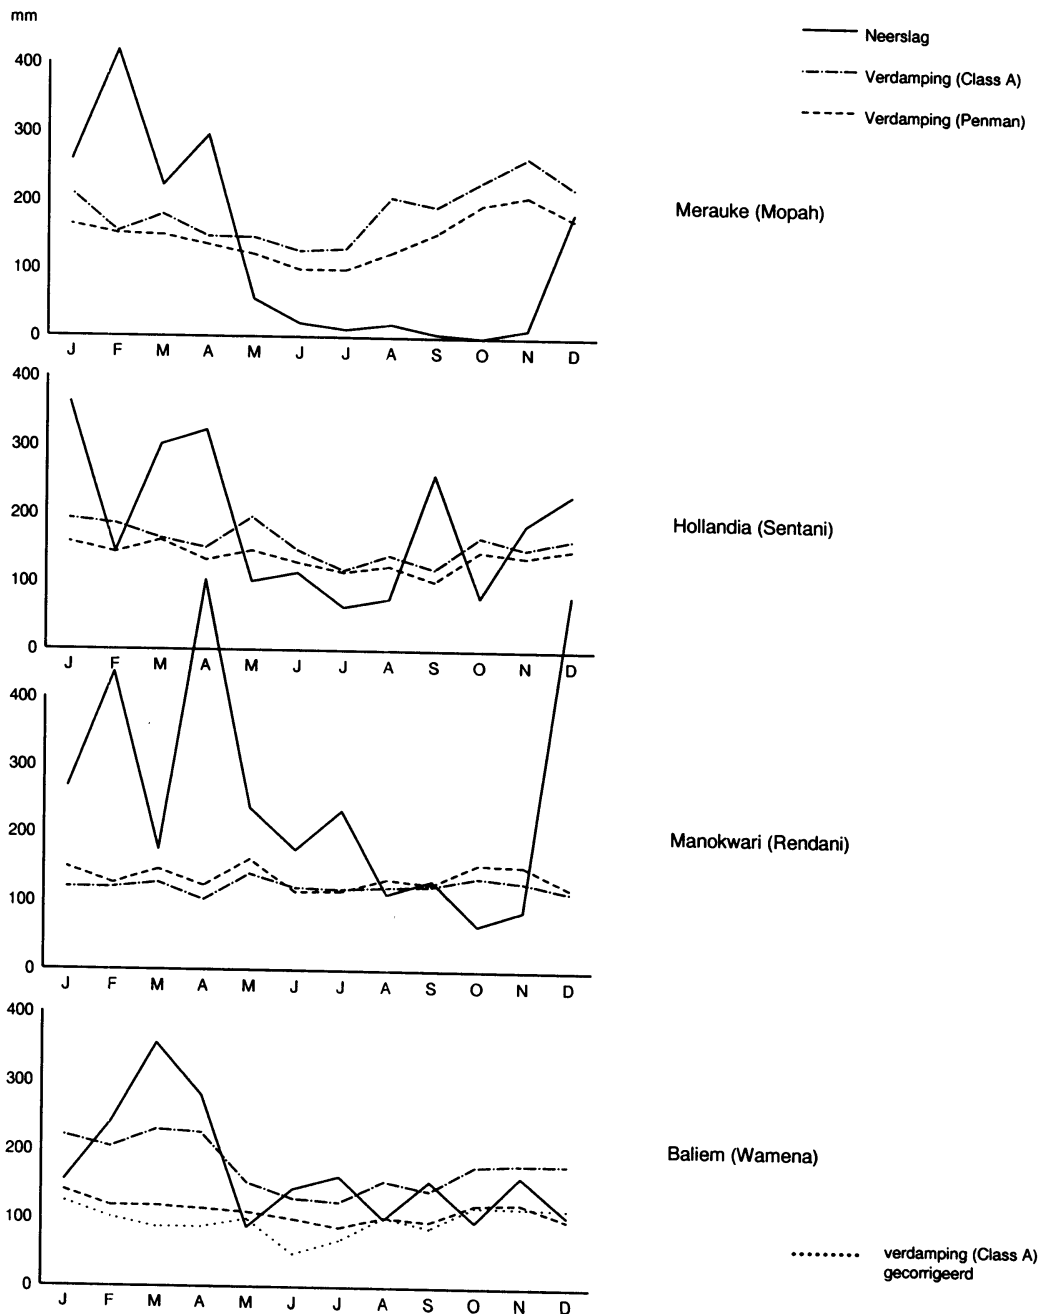 mm
Neerslag
Verdamping (Class A)
Verdamping (Penman)
400
300
200
100
0
J F M A M J J A S O N D
Merauke (Mopah)
400
300
200
100
0
J F M A M J J A S O N D
Hollandia (Sentani)
400
300
200
100
0
J F M A M J J A S O N D
Manokwari (Rendani)
400
300
200
100
0
J F M A M J J A S O N D
Baliem (Wamena)
verdamping (Class A)
gecorrigeerd